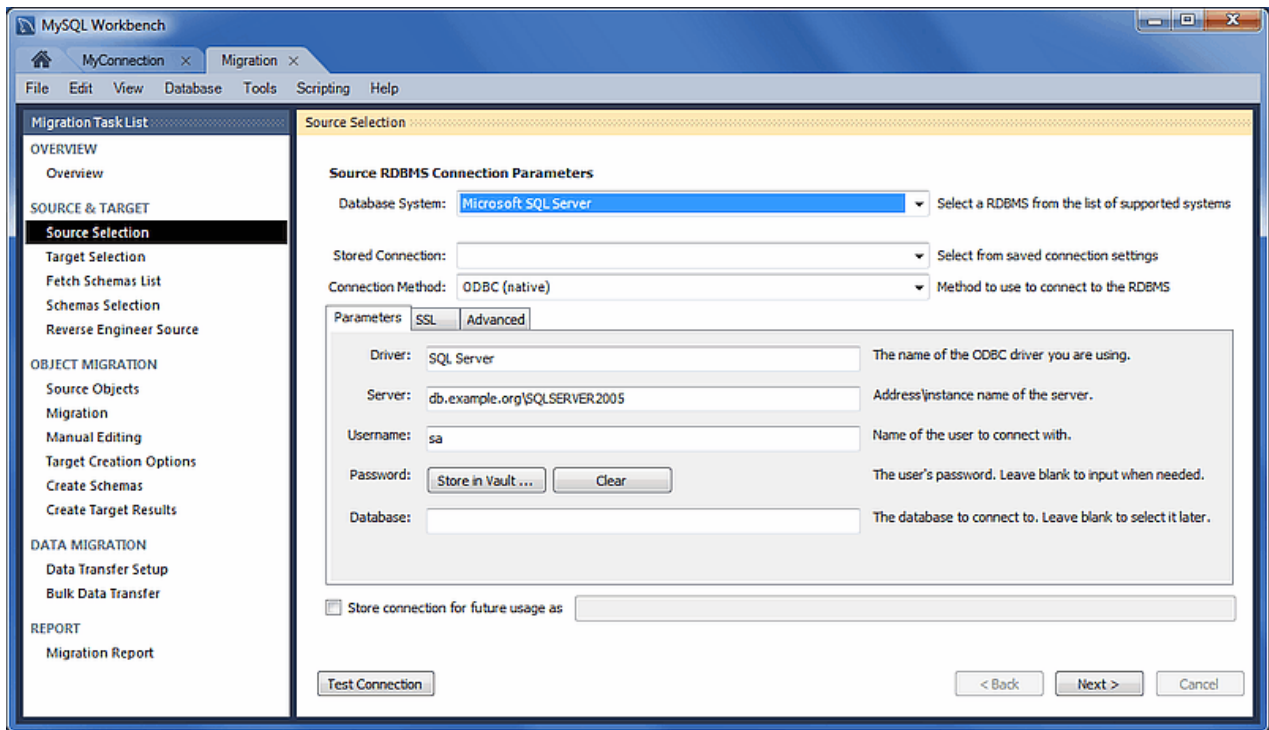 MySQL Workbench
MyConnection
Migration
File Edit View Database Tools Scripting Help
Migration Task List
OVERVIEW
Overview
SOURCE & TARGET
Source Selection
Target Selection
Fetch Schemas List
Schemas Selection
Reverse Engineer Source
OBJECT MIGRATION
Source Objects
Migration
Manual Editing
Target Creation Options
Create Schemas
Create Target Results
DATA MIGRATION
Data Transfer Setup
Bulk Data Transfer
REPORT
Migration Report
Source Selection
Source RDBMS Connection Parameters
Database System: Microsoft SQL Server Select a RDBMS from the list of supported systems
Stored Connection: Select from saved connection settings
Connection Method: ODBC (native) Method to use to connect to the RDBMS
Parameters SSL Advanced
Driver: SQL Server The name of the ODBC driver you are using.
Server: db.example.org\SQLSERVER2005 Address\instance name of the server.
Username: sa Name of the user to connect with.
Password: Store in Vault ... Clear The user's password. Leave blank to input when needed.
Database: The database to connect to. Leave blank to select it later.
Store connection for future usage as
Test Connection < Back Next > Cancel